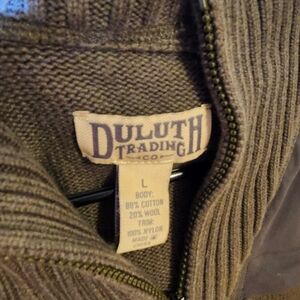 DULUTH
TRADING
CO
L
BODY:
80% COTTON
20% WOOL
TRIM:
100% NYLON
MADE IN